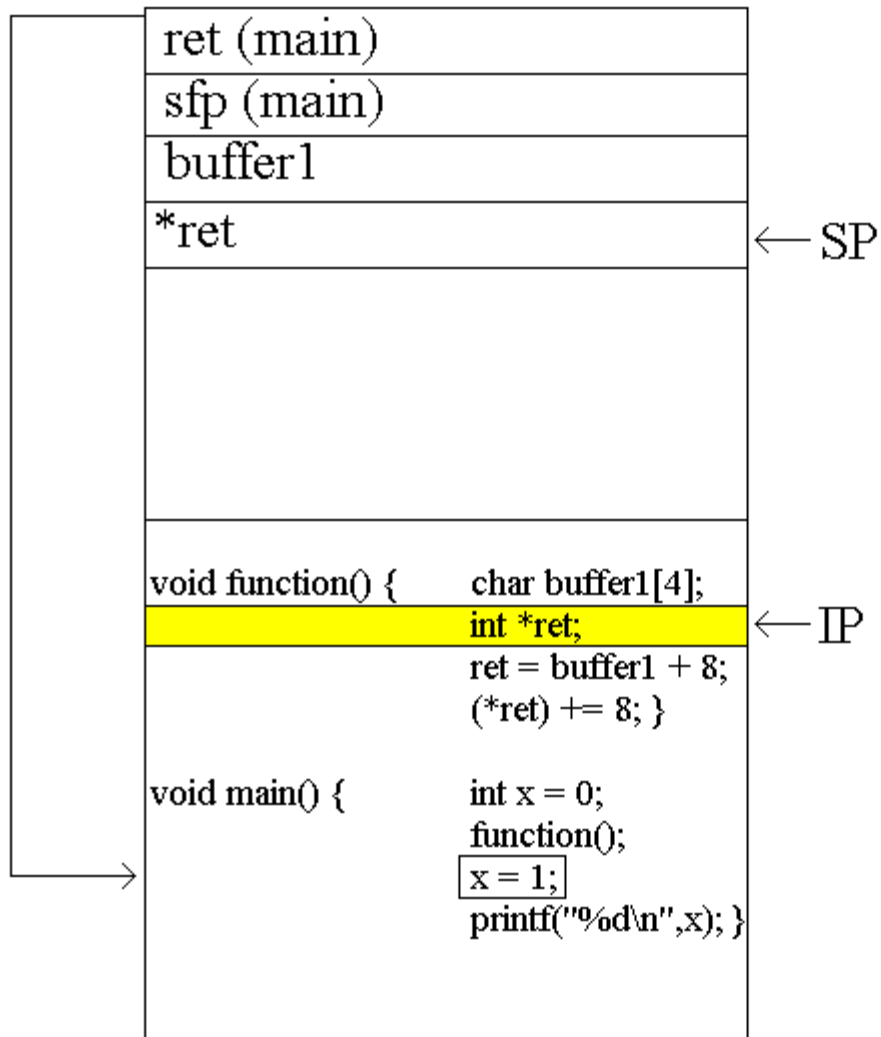 ret (main)
sfp (main)
buffer1
*ret
SP
void function() { char buffer1[4];
int *ret;
IP
ret = buffer1 + 8;
(*ret) += 8; }
void main() { int x = 0;
function();
x = 1;
printf("%d\n",x); }